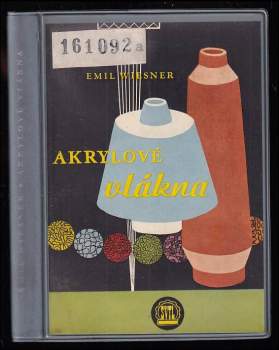 161092a
EMIL WIESNER
AKRYLOVÉ
vlákna